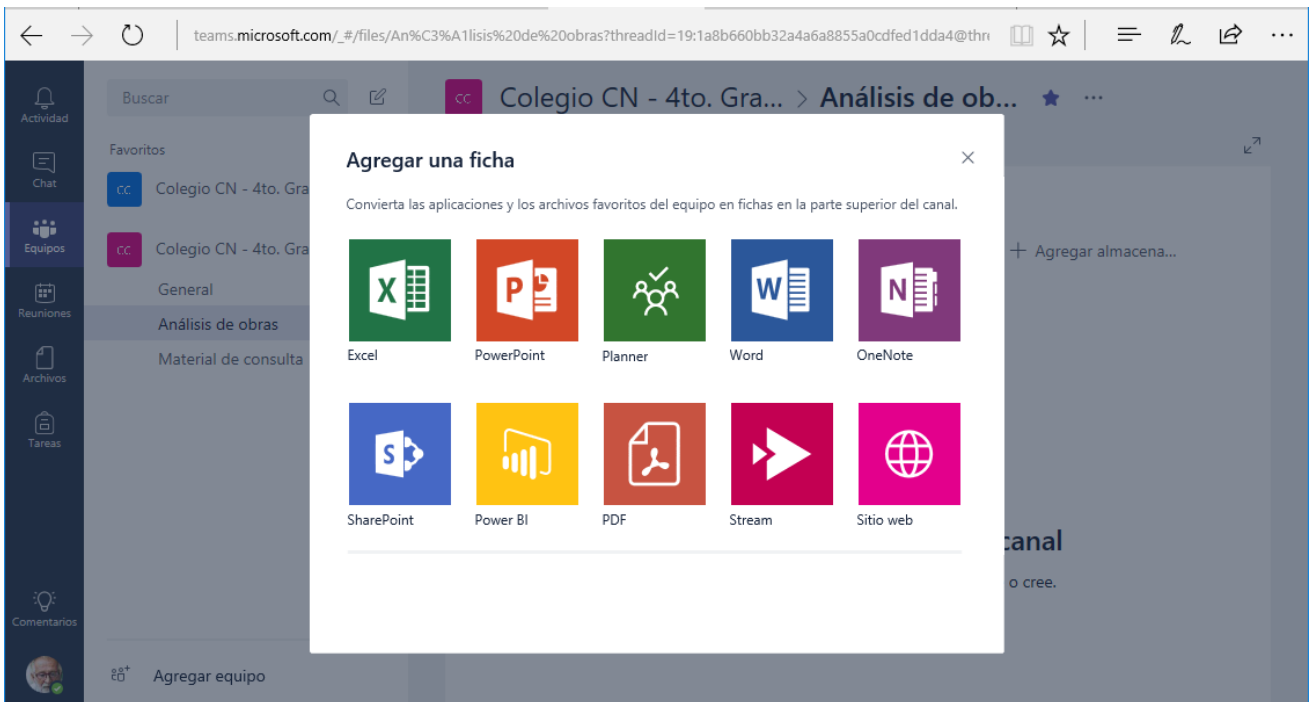 teams.microsoft.com/_#/files/An%C3%A1lisis%20de%20obras?threadId=19:1a8b660bb32a4a6a8855a0cdfed1dda4@thre
Actividad
Chat
Equipos
Reuniones
Archivos
Tareas
Comentarios
Buscar
Favoritos
CC Colegio CN - 4to. Gra
CC Colegio CN - 4to. Gra
General
Análisis de obras
Material de consulta
Agregar equipo
CC Colegio CN - 4to. Gra... > Análisis de ob... ...
Agregar una ficha
Convierta las aplicaciones y los archivos favoritos del equipo en fichas en la parte superior del canal.
X P W N
Excel PowerPoint Planner Word OneNote
S
SharePoint Power BI PDF Stream Sitio web
+ Agregar almacena...
canal
o cree.